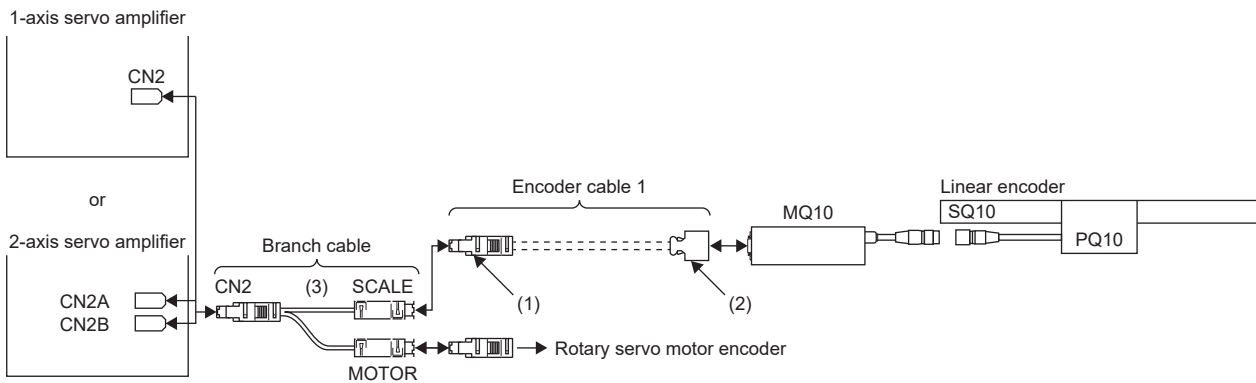 1-axis servo amplifier
CN2
or
2-axis servo amplifier
CN2A
CN2B
Branch cable
CN2
(3)
SCALE
MOTOR
Encoder cable 1
(1)
(2)
MQ10
Linear encoder
SQ10
PQ10
Rotary servo motor encoder